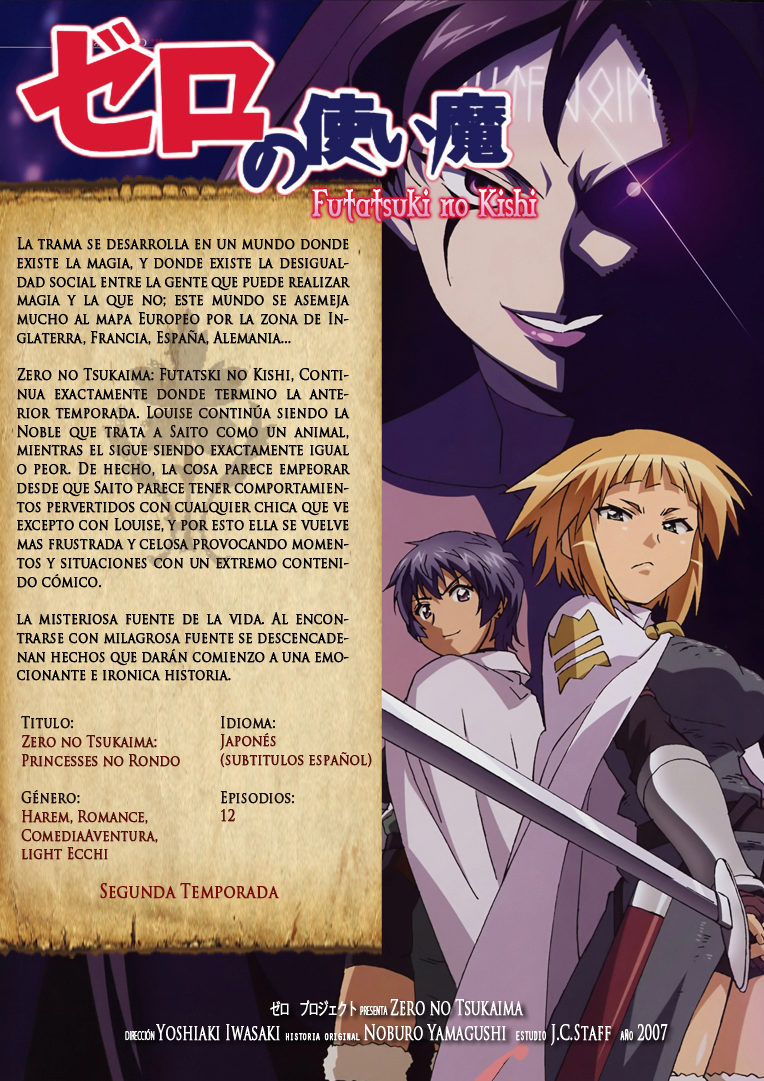 ゼロの使い魔
Futatsuki no Kishi
La trama se desarrolla en un mundo donde
existe la magia, y donde existe la desigual-
dad social entre la gente que puede realizar
magia y la que no; este mundo se asemeja
mucho al mapa Europeo por la zona de In-
glaterra, Francia, España, Alemania...
Zero no Tsukaima: Futatski no Kishi, Conti-
nua exactamente donde termino la ante-
rior temporada. Louise continúa siendo la
Noble que trata a Saito como un animal,
mientras el sigue siendo exactamente igual
o peor. De hecho, la cosa parece empeorar
desde que Saito parece tener comportamien-
tos pervertidos con cualquier chica que ve
excepto con Louise, y por esto ella se vuelve
mas frustrada y celosa provocando momen-
tos y situaciones con un extremo conteni-
do cómico.
la misteriosa fuente de la vida. Al encon-
trarse con milagrosa fuente se descencade-
nan hechos que darán comienzo a una emo-
cionante e ironica historia.
Titulo:
Zero no Tsukaima:
Princesses no Rondo
Idioma:
Japonés
(subtitulos español)
Género:
Harem, Romance,
ComediaAventura,
light Ecchi
Episodios:
12
Segunda Temporada
ゼロ プロジェクト presenta Zero no Tsukaima
dirección Yoshiaki Iwasaki historia original Noburo Yamagushi estudio J.C.Staff año 2007